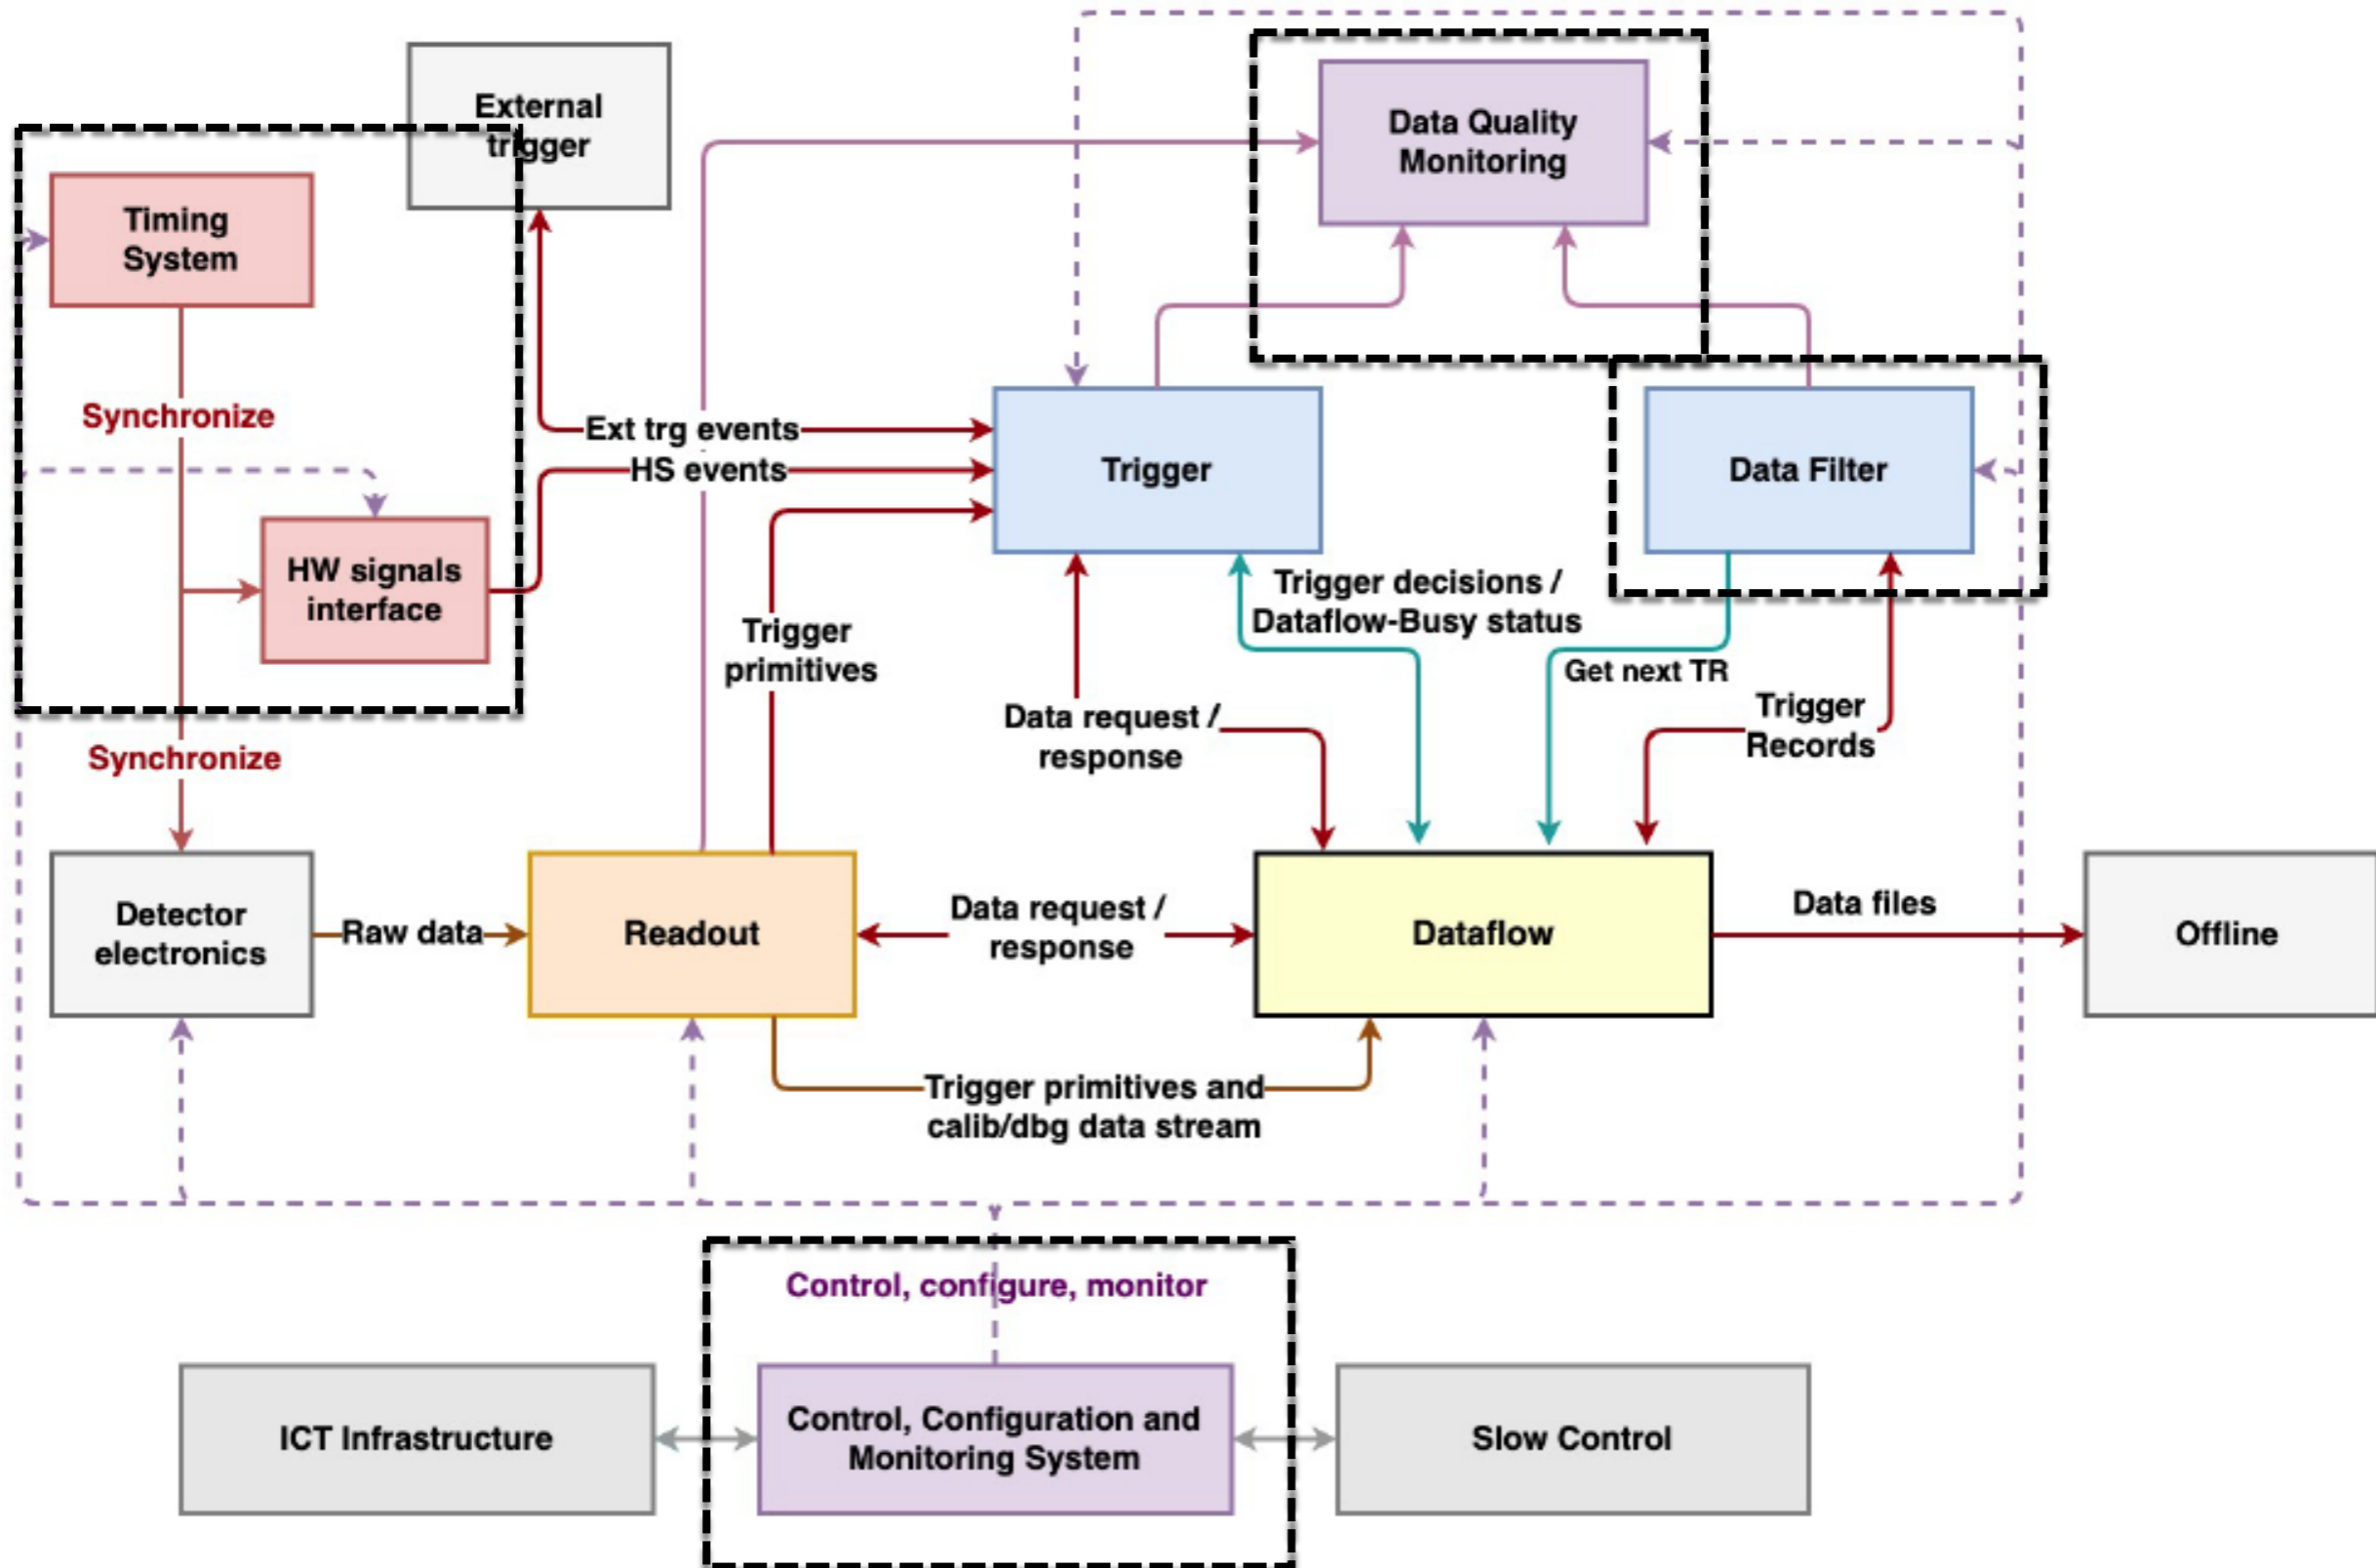 External
trigger
Data Quality
Monitoring
Timing
System
Synchronize
Ext trg events
HS events
Trigger
Data Filter
HW signals
interface
Trigger
primitives
Trigger decisions /
Dataflow-Busy status
Get next TR
Data request /
response
Trigger
Records
Synchronize
Detector
electronics
Raw data
Readout
Data request /
response
Dataflow
Data files
Offline
Trigger primitives and
calib/dbg data stream
Control, configure, monitor
ICT Infrastructure
Control, Configuration and
Monitoring System
Slow Control